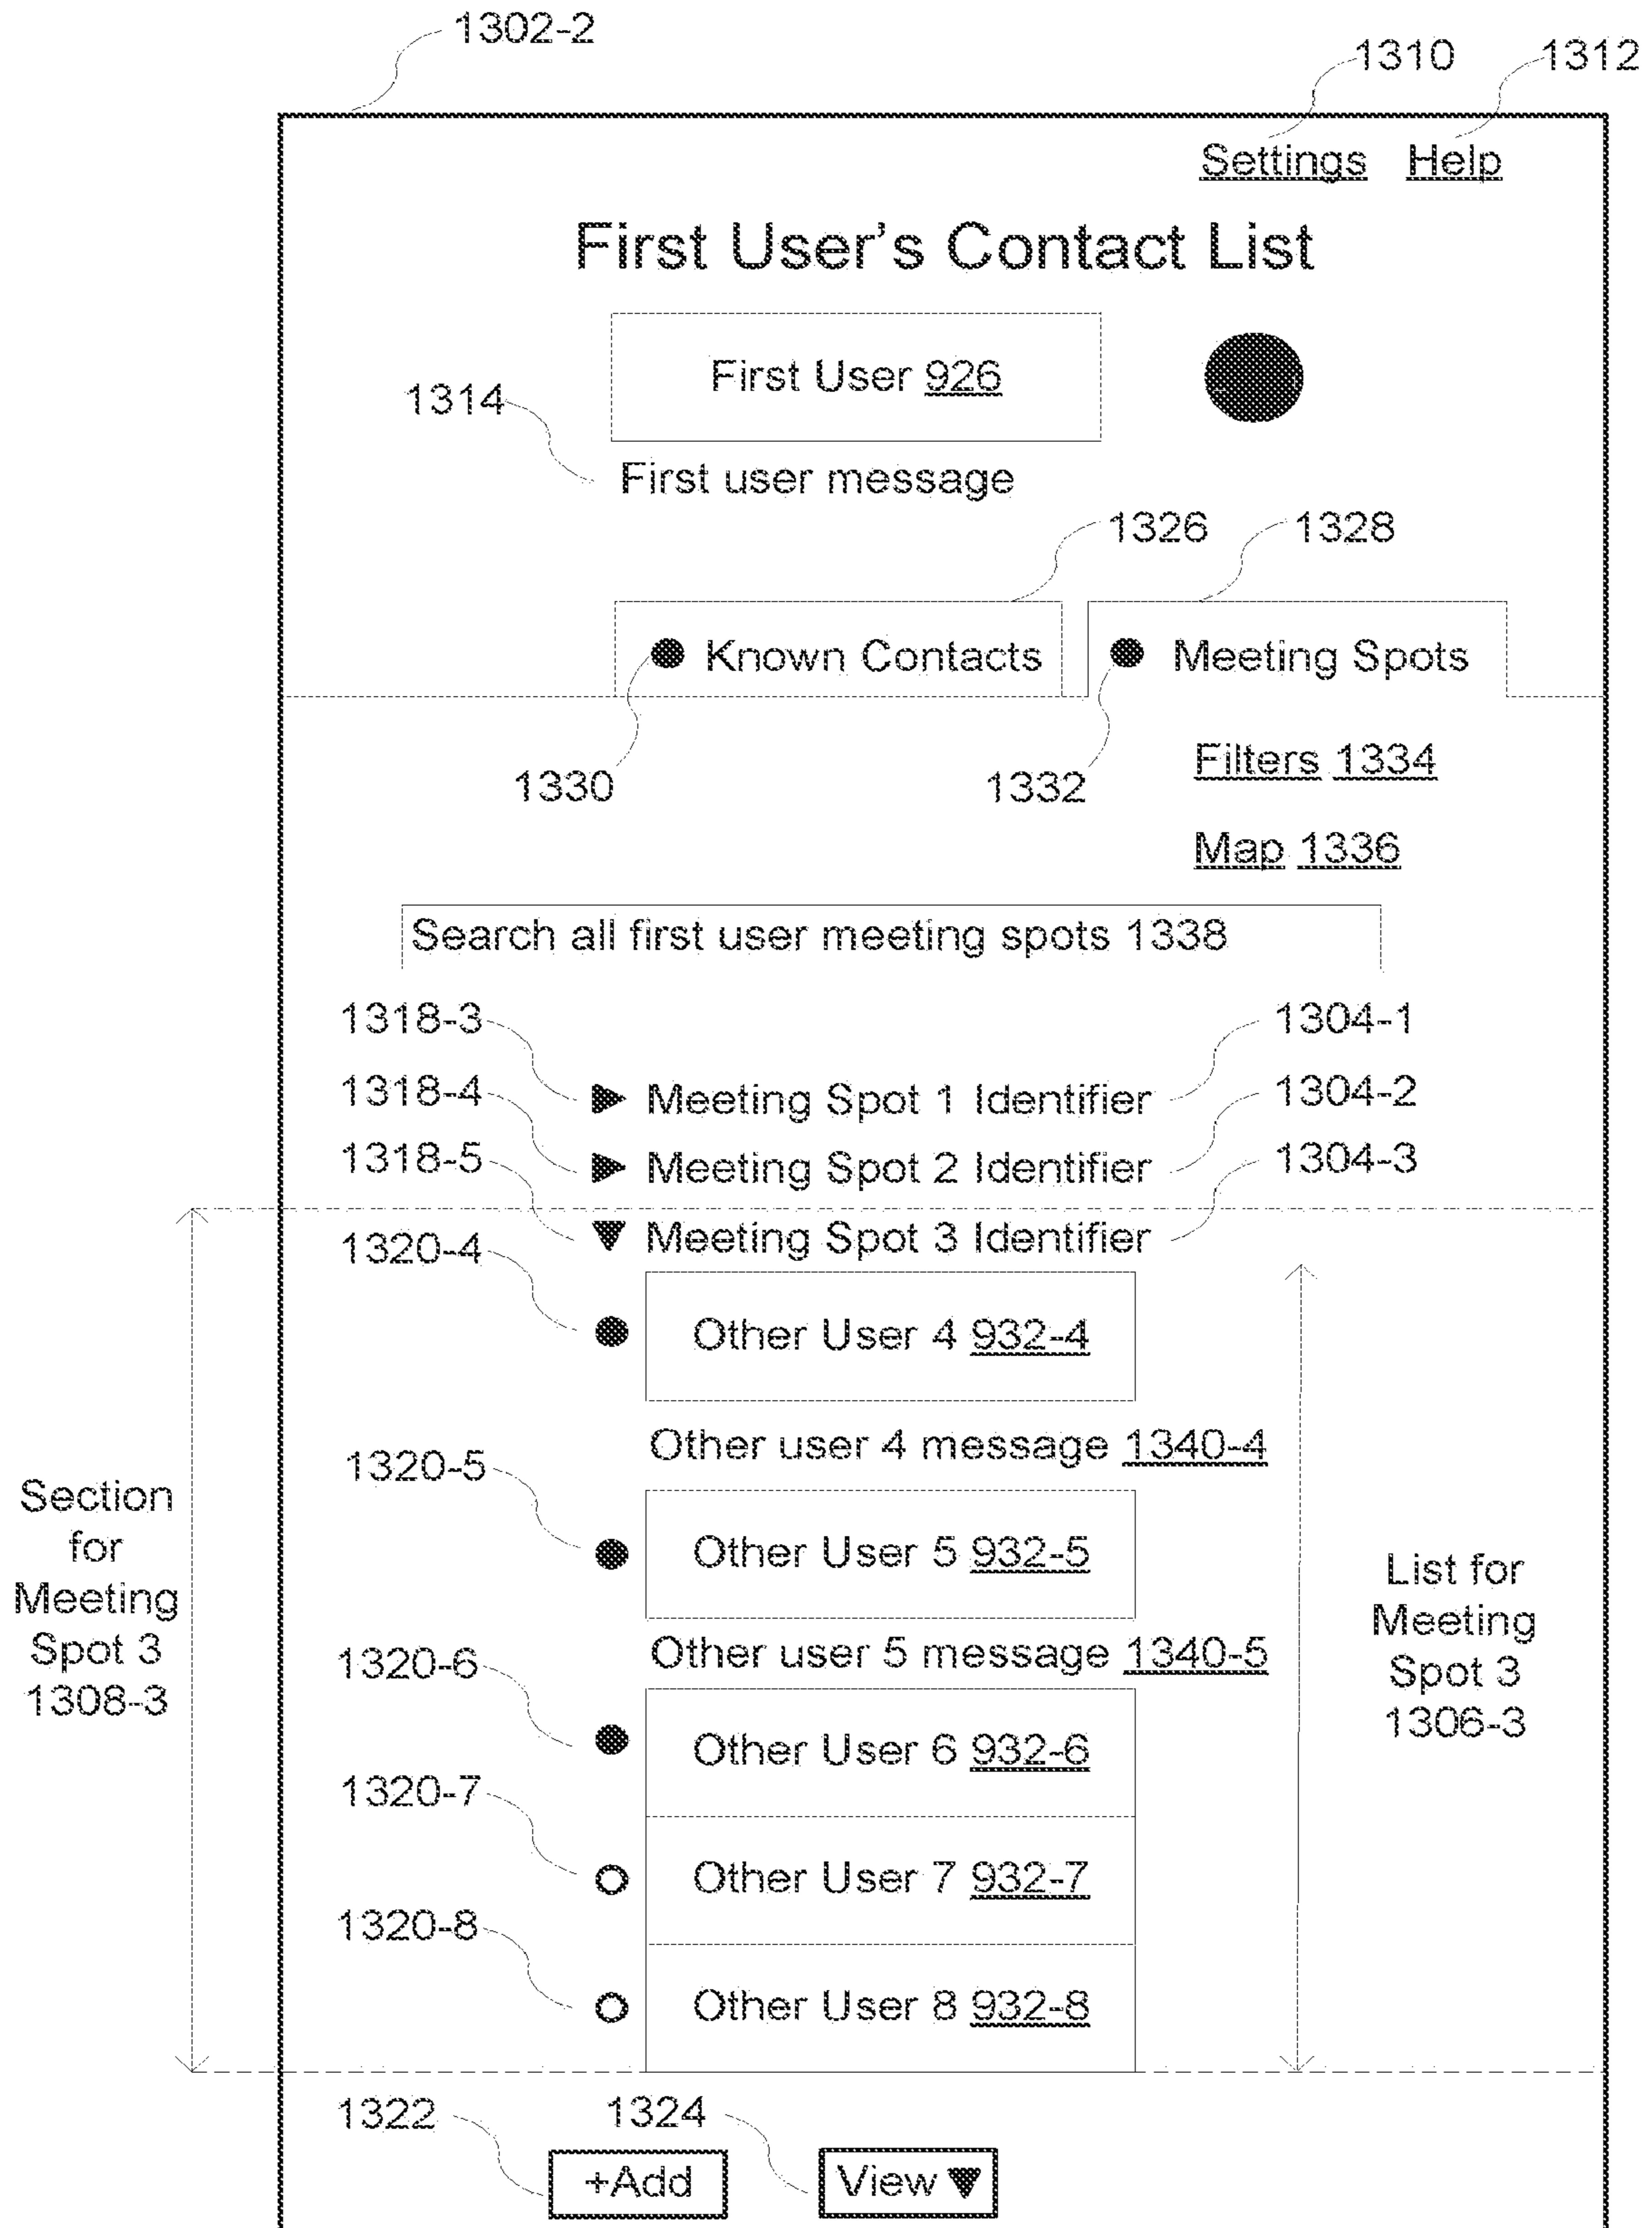 1302-2
1310 1312
Settings Help
First User's Contact List
First User 926
1314
First user message
1326 1328
Known Contacts Meeting Spots
1330 1332
Filters 1334
Map 1336
Search all first user meeting spots 1338
1318-3 1304-1
1318-4 Meeting Spot 1 Identifier 1304-2
1318-5 Meeting Spot 2 Identifier 1304-3
1320-4 Meeting Spot 3 Identifier
Other User 4 932-4
Other user 4 message 1340-4
1320-5
Other User 5 932-5
Other user 5 message 1340-5
1320-6
Other User 6 932-6
1320-7
Other User 7 932-7
1320-8
Other User 8 932-8
Section
for
Meeting
Spot 3
1308-3
List for
Meeting
Spot 3
1306-3
1322 1324
+Add View